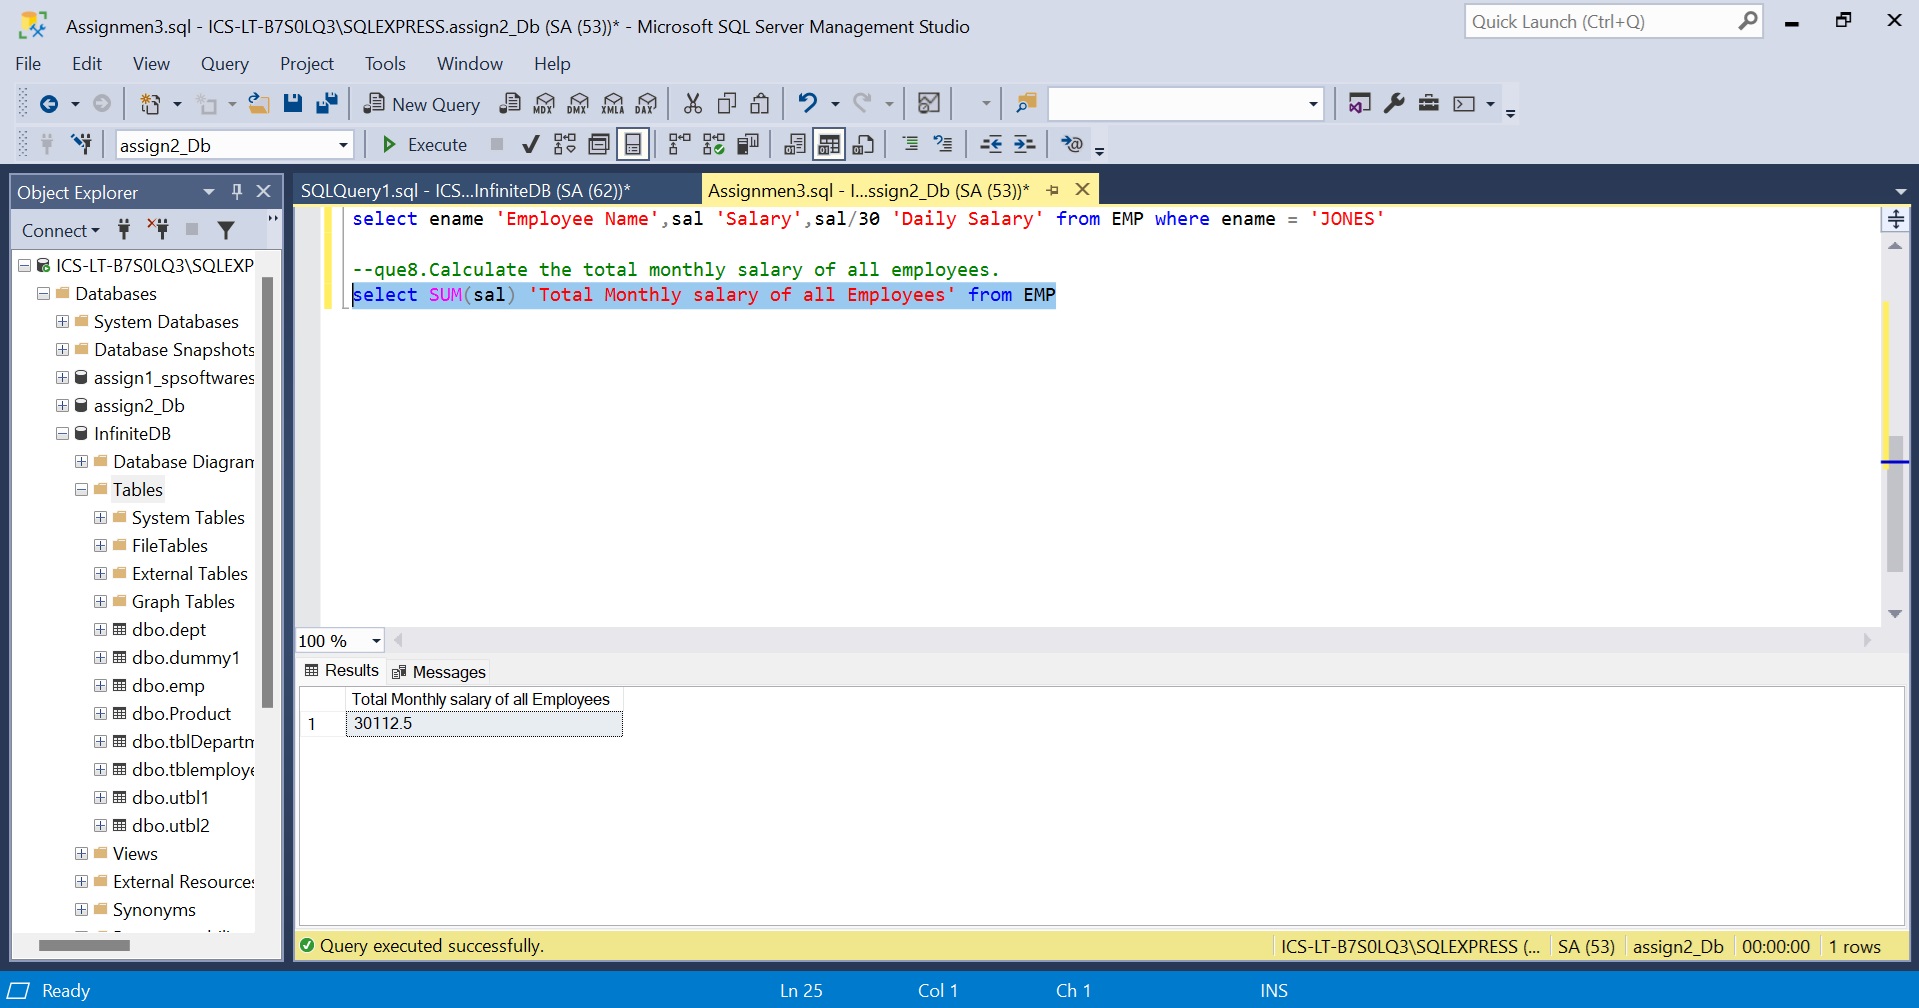 Assignmen3.sql - ICS-LT-B7S0LQ3\SQLEXPRESS.assign2_Db (SA (53))* - Microsoft SQL Server Management Studio
Quick Launch (Ctrl+Q)
File Edit View Query Project Tools Window Help
New Query MDX DMX XMLA DAX
assign2_Db Execute
Object Explorer
SQLQuery1.sql - ICS...InfiniteDB (SA (62))* Assignmen3.sql - I...ssign2_Db (SA (53))*
Connect
ICS-LT-B7S0LQ3\SQLEXP
Databases
System Databases
Database Snapshots
assign1_spsoftwares
assign2_Db
InfiniteDB
Database Diagram
Tables
System Tables
FileTables
External Tables
Graph Tables
dbo.dept
dbo.dummy1
dbo.emp
dbo.Product
dbo.tblDepartm
dbo.tblemploye
dbo.utbl1
dbo.utbl2
Views
External Resources
Synonyms
select ename 'Employee Name',sal 'Salary',sal/30 'Daily Salary' from EMP where ename = 'JONES'
--que8.Calculate the total monthly salary of all employees.
select SUM(sal) 'Total Monthly salary of all Employees' from EMP
100 %
Results Messages
Total Monthly salary of all Employees
1 30112.5
Query executed successfully. ICS-LT-B7S0LQ3\SQLEXPRESS (... SA (53) assign2_Db 00:00:00 1 rows
Ready Ln 25 Col 1 Ch 1 INS